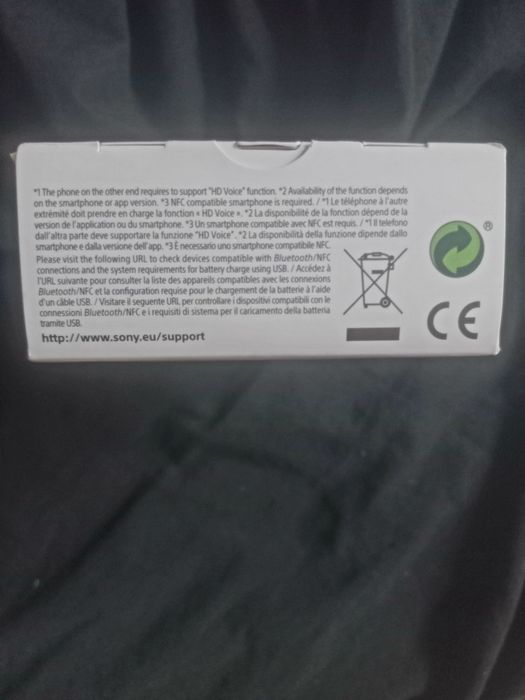 *1 The phone on the other end requires to support "HD Voice" function. *2 Availability of the function depends
on the smartphone or app version. *3 NFC compatible smartphone is required. / *1 Le téléphone à l'autre
extrémité doit prendre en charge la fonction « HD Voice ». *2 La disponibilité de la fonction dépend de la
version de l'application ou du smartphone. *3 Un smartphone compatible avec NFC est requis. / *1 Il telefono
dall'altra parte deve supportare la funzione "HD Voice". *2 La disponibilità della funzione dipende dallo
smartphone e dalla versione dell'app. *3 È necessario uno smartphone compatibile NFC.
Please visit the following URL to check devices compatible with Bluetooth/NFC
connections and the system requirements for battery charge using USB. / Accédez à
l'URL suivante pour consulter la liste des appareils compatibles avec les connexions
Bluetooth/NFC et la configuration requise pour le chargement de la batterie à l'aide
d'un câble USB. / Visitare il seguente URL per controllare i dispositivi compatibili con le
connessioni Bluetooth/NFC e i requisiti di sistema per il caricamento della batteria
tramite USB.
http://www.sony.eu/support
®
CE